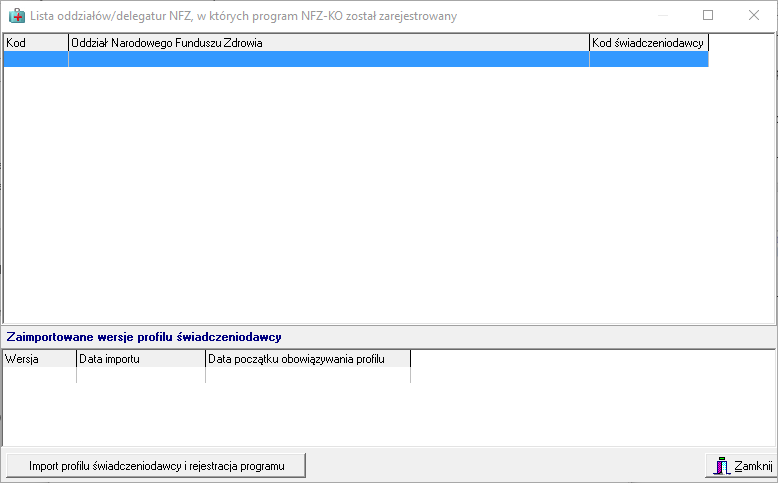 Lista oddziałów/delegatur NFZ, w których program NFZ-KO został zarejestrowany
Kod Oddział Narodowego Funduszu Zdrowia Kod świadczeniodawcy
Zaimportowane wersje profilu świadczeniodawcy
Wersja Data importu Data początku obowiązywania profilu
Import profilu świadczeniodawcy i rejestracja programu Zamknij